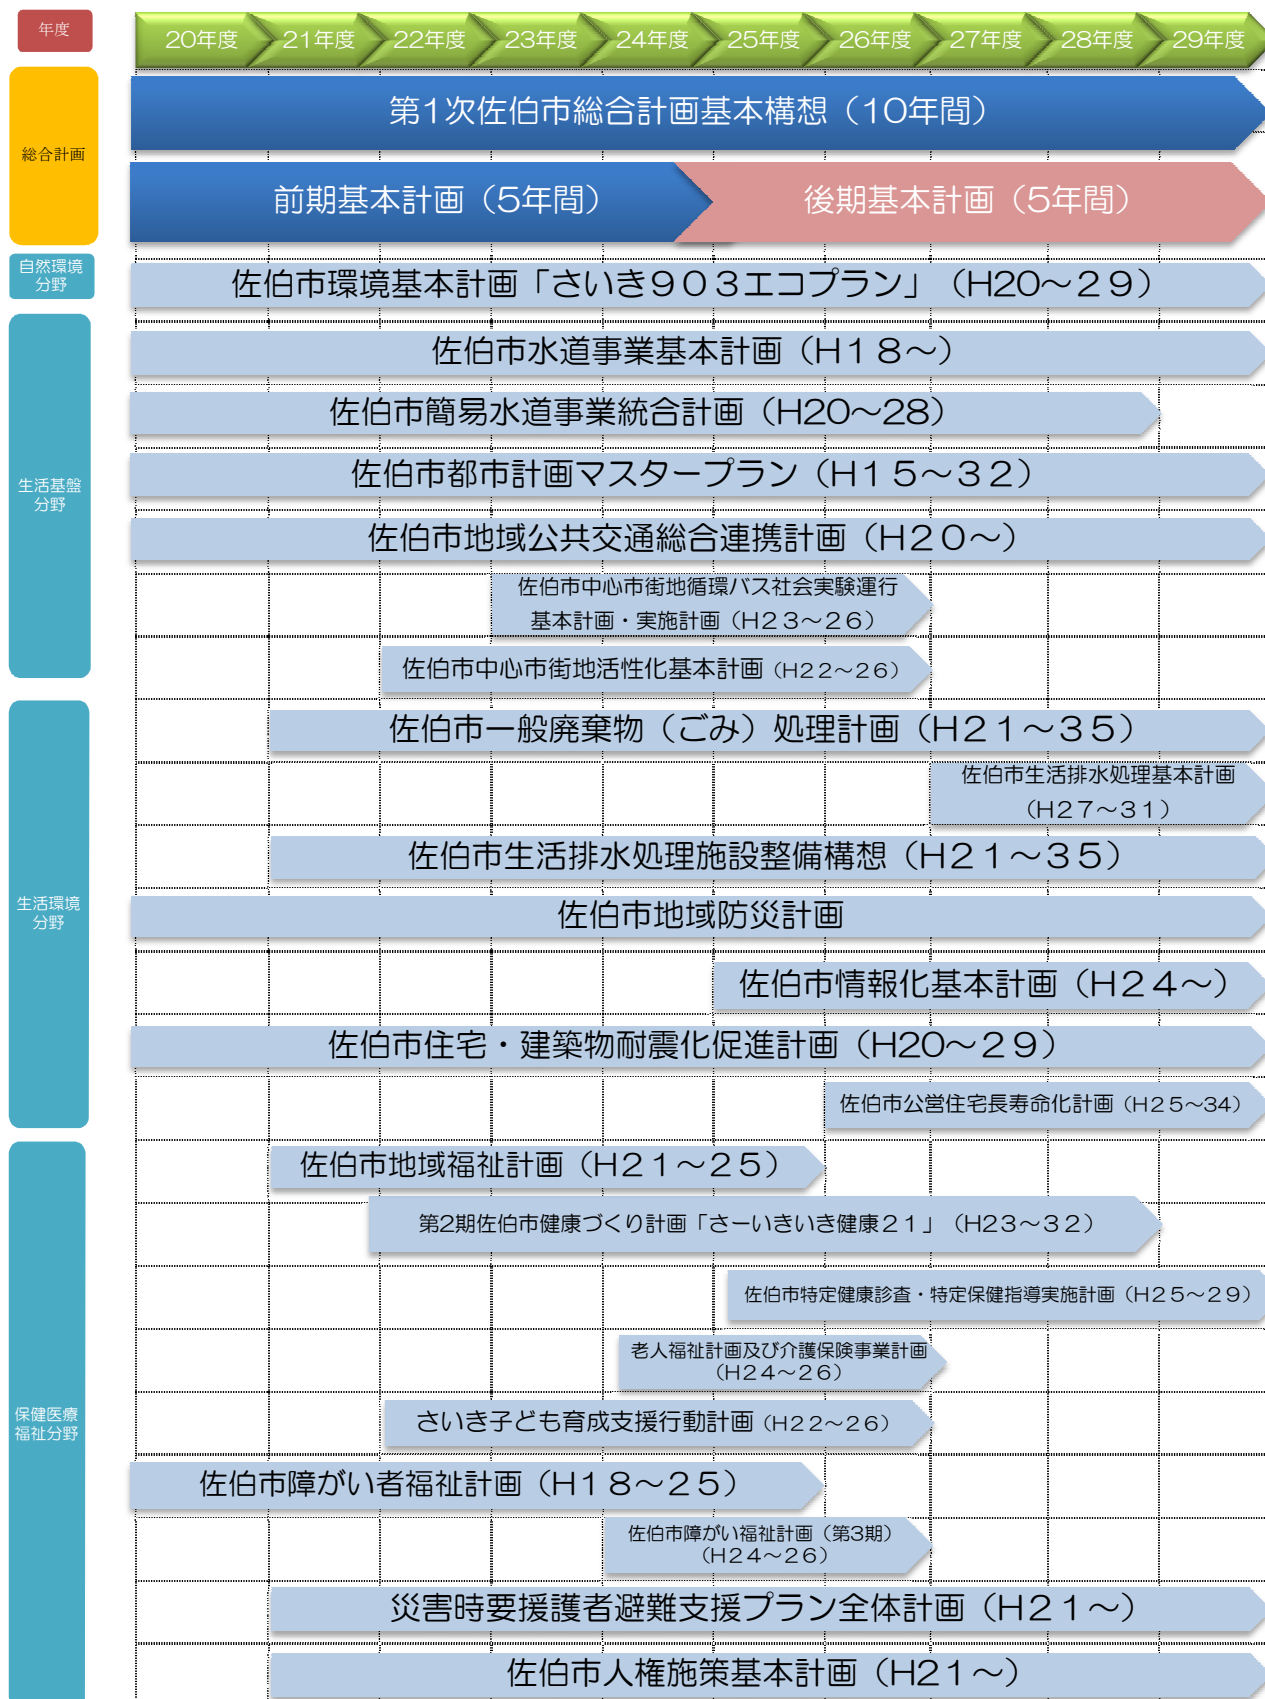 年度
20年度 21年度 22年度 23年度 24年度 25年度 26年度 27年度 28年度 29年度
総合計画
第1次佐伯市総合計画基本構想（10年間）
前期基本計画（5年間） 後期基本計画（5年間）
自然環境
分野
佐伯市環境基本計画「さいき９０３エコプラン」（H20～２９）
生活基盤
分野
佐伯市水道事業基本計画（H１８～）
佐伯市簡易水道事業統合計画（H20～28）
佐伯市都市計画マスタープラン（H１５～３２）
佐伯市地域公共交通総合連携計画（H２０～）
佐伯市中心市街地循環バス社会実験運行
基本計画・実施計画（H２３～２６）
佐伯市中心市街地活性化基本計画（H２２～２６）
生活環境
分野
佐伯市一般廃棄物（ごみ）処理計画（H２１～３５）
佐伯市生活排水処理基本計画
（H２７～３１）
佐伯市生活排水処理施設整備構想（H２１～３５）
佐伯市地域防災計画
佐伯市情報化基本計画（H２４～）
佐伯市住宅・建築物耐震化促進計画（H20～２９）
佐伯市公営住宅長寿命化計画（H２５～34）
保健医療
福祉分野
佐伯市地域福祉計画（H２１～２５）
第2期佐伯市健康づくり計画「さーいきいき健康２１」（H23～３２）
佐伯市特定健康診査・特定保健指導実施計画（H２５～２９）
老人福祉計画及び介護保険事業計画
（H２４～２６）
さいき子ども育成支援行動計画（H２２～２６）
佐伯市障がい者福祉計画（H１８～２５）
佐伯市障がい福祉計画（第3期）
（H２４～２６）
災害時要援護者避難支援プラン全体計画（H２１～）
佐伯市人権施策基本計画（H２１～）